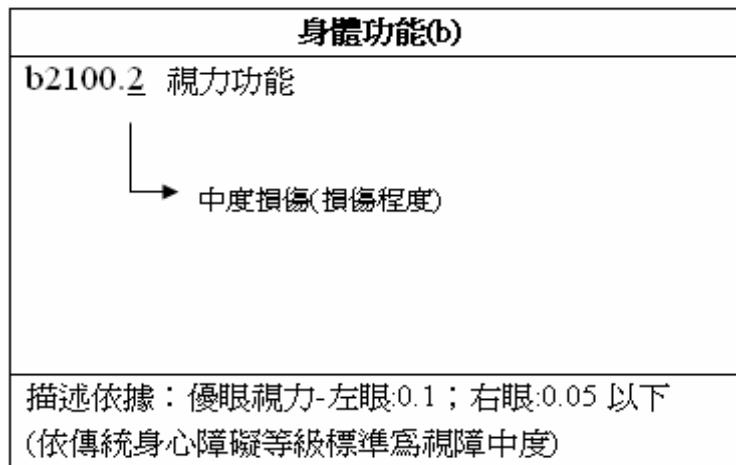 身體功能(b)
b2100.2 視力功能
中度損傷(損傷程度)
描述依據：優眼視力-左眼:0.1；右眼:0.05 以下
(依傳統身心障礙等級標準為視障中度)